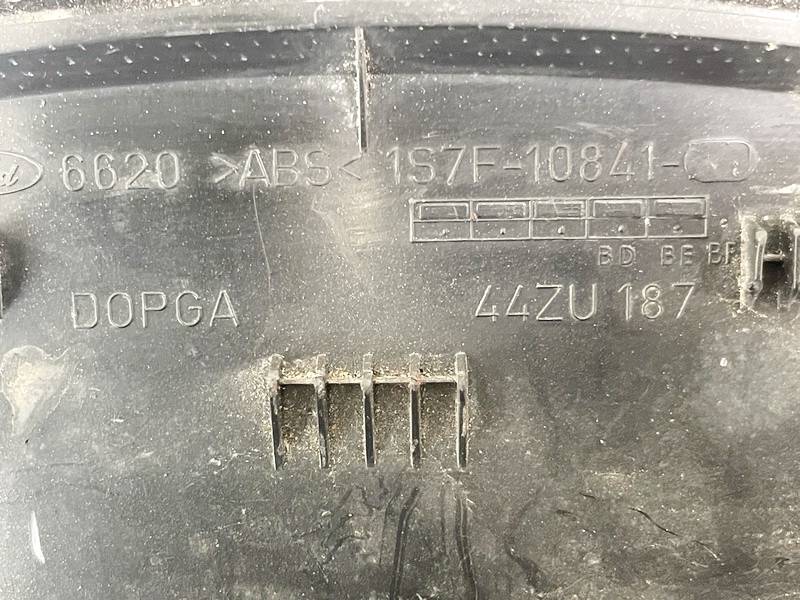 6620 >ABS< 1S7F-10841-
BD BE BF
DOPGA 44ZU 187